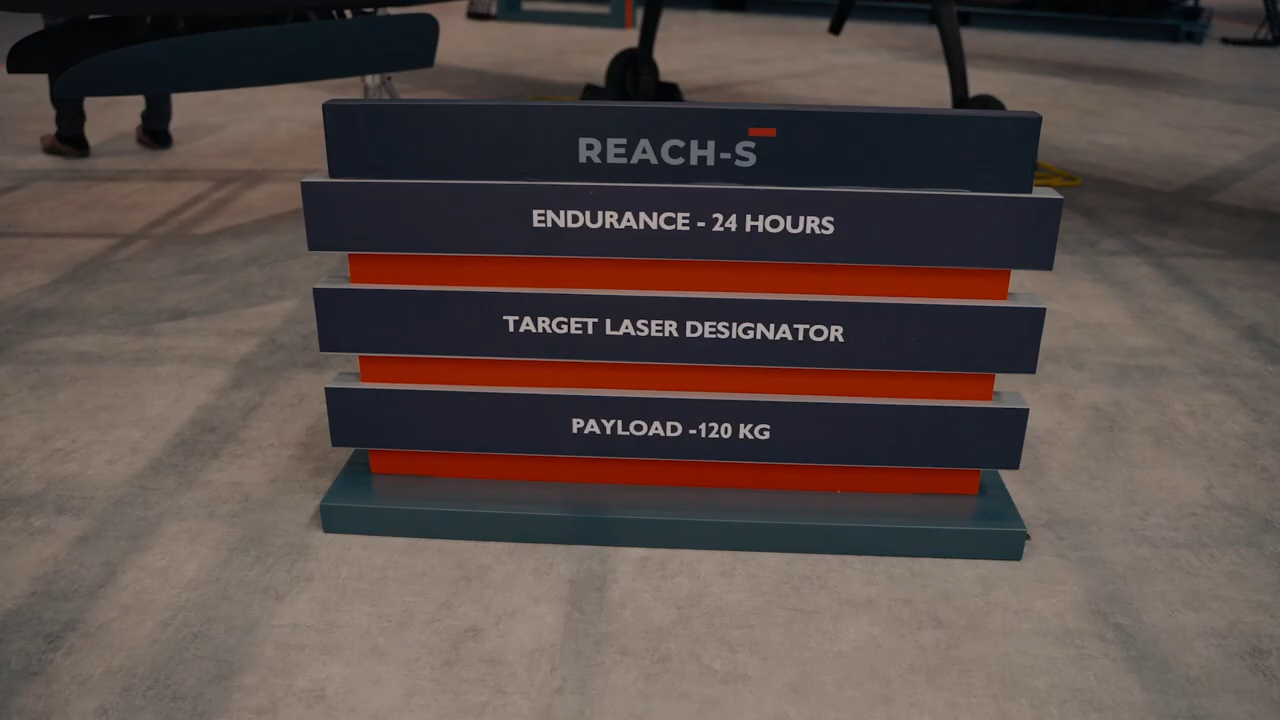 REACH-S
ENDURANCE - 24 HOURS
TARGET LASER DESIGNATOR
PAYLOAD -120 KG